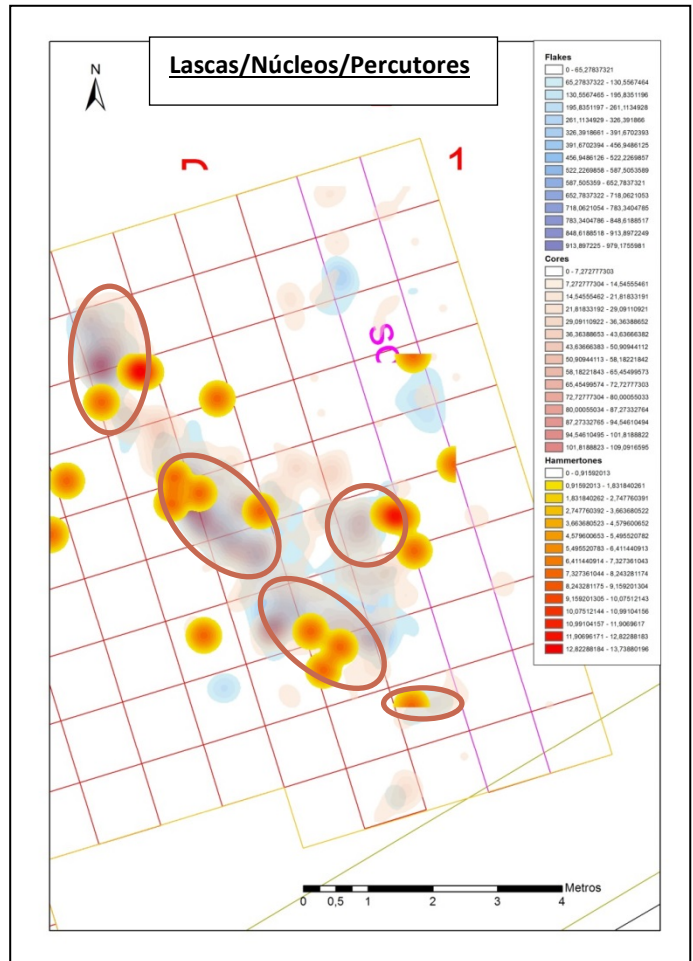 Lascas/Núcleos/Percutores
N
D
1
SC
Flakes
0 - 65,27837321
65,27837322 - 130,5567464
130,5567465 - 195,8351196
195,8351197 - 261,1134928
261,1134929 - 326,391866
326,3918661 - 391,6702393
391,6702394 - 456,9486125
456,9486126 - 522,2269857
522,2269858 - 587,5053589
587,505359 - 652,7837321
652,7837322 - 718,0621053
718,0621054 - 783,3404785
783,3404786 - 848,6188517
848,6188518 - 913,8972249
913,897225 - 979,1755981
Cores
0 - 7,272777303
7,272777304 - 14,54555461
14,54555462 - 21,81833191
21,81833192 - 29,09110921
29,09110922 - 36,36388652
36,36388653 - 43,63666382
43,63666383 - 50,90944112
50,90944113 - 58,18221842
58,18221843 - 65,45499573
65,45499574 - 72,72777303
72,72777304 - 80,00055033
80,00055034 - 87,27332764
87,27332765 - 94,54610494
94,54610495 - 101,8188822
101,8188823 - 109,0916595
Hammertones
0 - 0,91592013
0,91592013 - 1,831840261
1,831840262 - 2,747760391
2,747760392 - 3,663680522
3,663680523 - 4,579600652
4,579600653 - 5,495520782
5,495520783 - 6,411440913
6,411440914 - 7,327361043
7,327361044 - 8,243281174
8,243281175 - 9,159201304
9,159201305 - 10,07512143
10,07512144 - 10,99104156
10,99104157 - 11,9069617
11,90696171 - 12,82288183
12,82288184 - 13,73880196
Metros
0 0,5 1 2 3 4